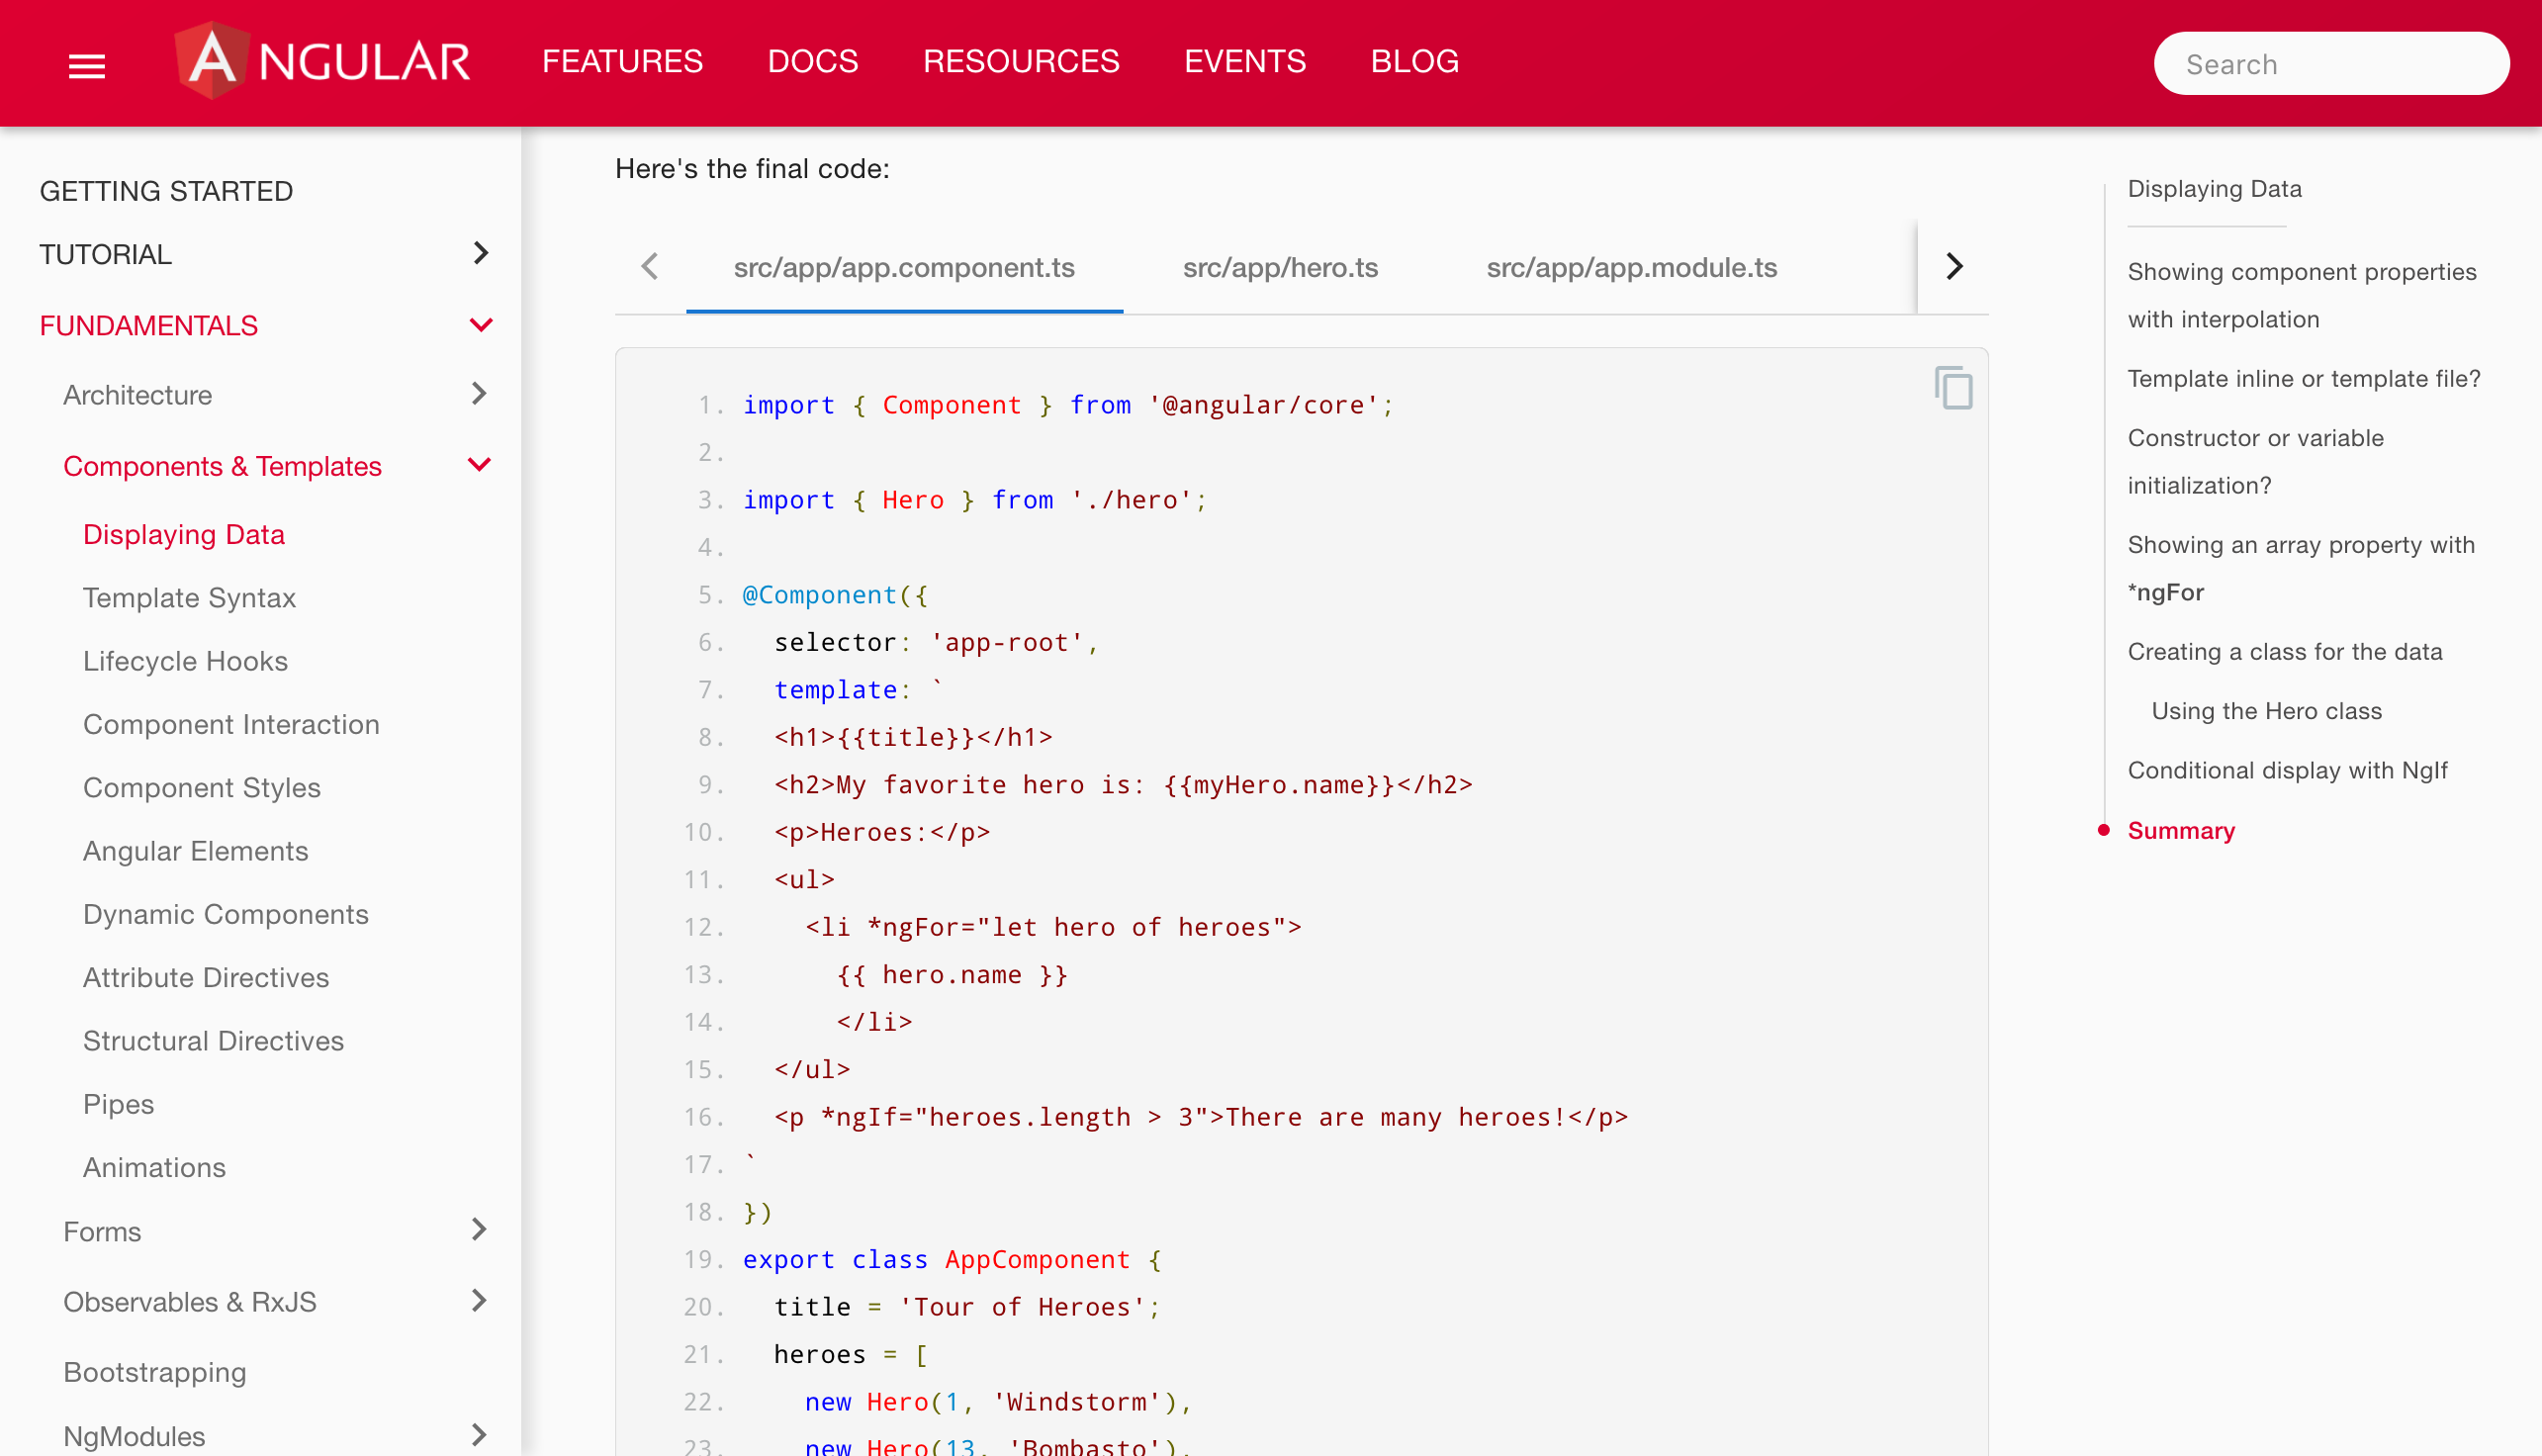 ANGULAR FEATURES DOCS RESOURCES EVENTS BLOG Search
GETTING STARTED
TUTORIAL
FUNDAMENTALS
Architecture
Components & Templates
Displaying Data
Template Syntax
Lifecycle Hooks
Component Interaction
Component Styles
Angular Elements
Dynamic Components
Attribute Directives
Structural Directives
Pipes
Animations
Forms
Observables & RxJS
Bootstrapping
NgModules
Here's the final code:
src/app/app.component.ts src/app/hero.ts src/app/app.module.ts
1. import { Component } from '@angular/core';
2.
3. import { Hero } from './hero';
4.
5. @Component({
6.   selector: 'app-root',
7.   template: `
8.   <h1>{{title}}</h1>
9.   <h2>My favorite hero is: {{myHero.name}}</h2>
10.   <p>Heroes:</p>
11.   <ul>
12.     <li *ngFor="let hero of heroes">
13.       {{ hero.name }}
14.       </li>
15.   </ul>
16.   <p *ngIf="heroes.length > 3">There are many heroes!</p>
17. `
18. })
19. export class AppComponent {
20.   title = 'Tour of Heroes';
21.   heroes = [
22.     new Hero(1, 'Windstorm'),
23.     new Hero(13, 'Bombasto'),
Displaying Data
Showing component properties
with interpolation
Template inline or template file?
Constructor or variable
initialization?
Showing an array property with
*ngFor
Creating a class for the data
Using the Hero class
Conditional display with NgIf
Summary